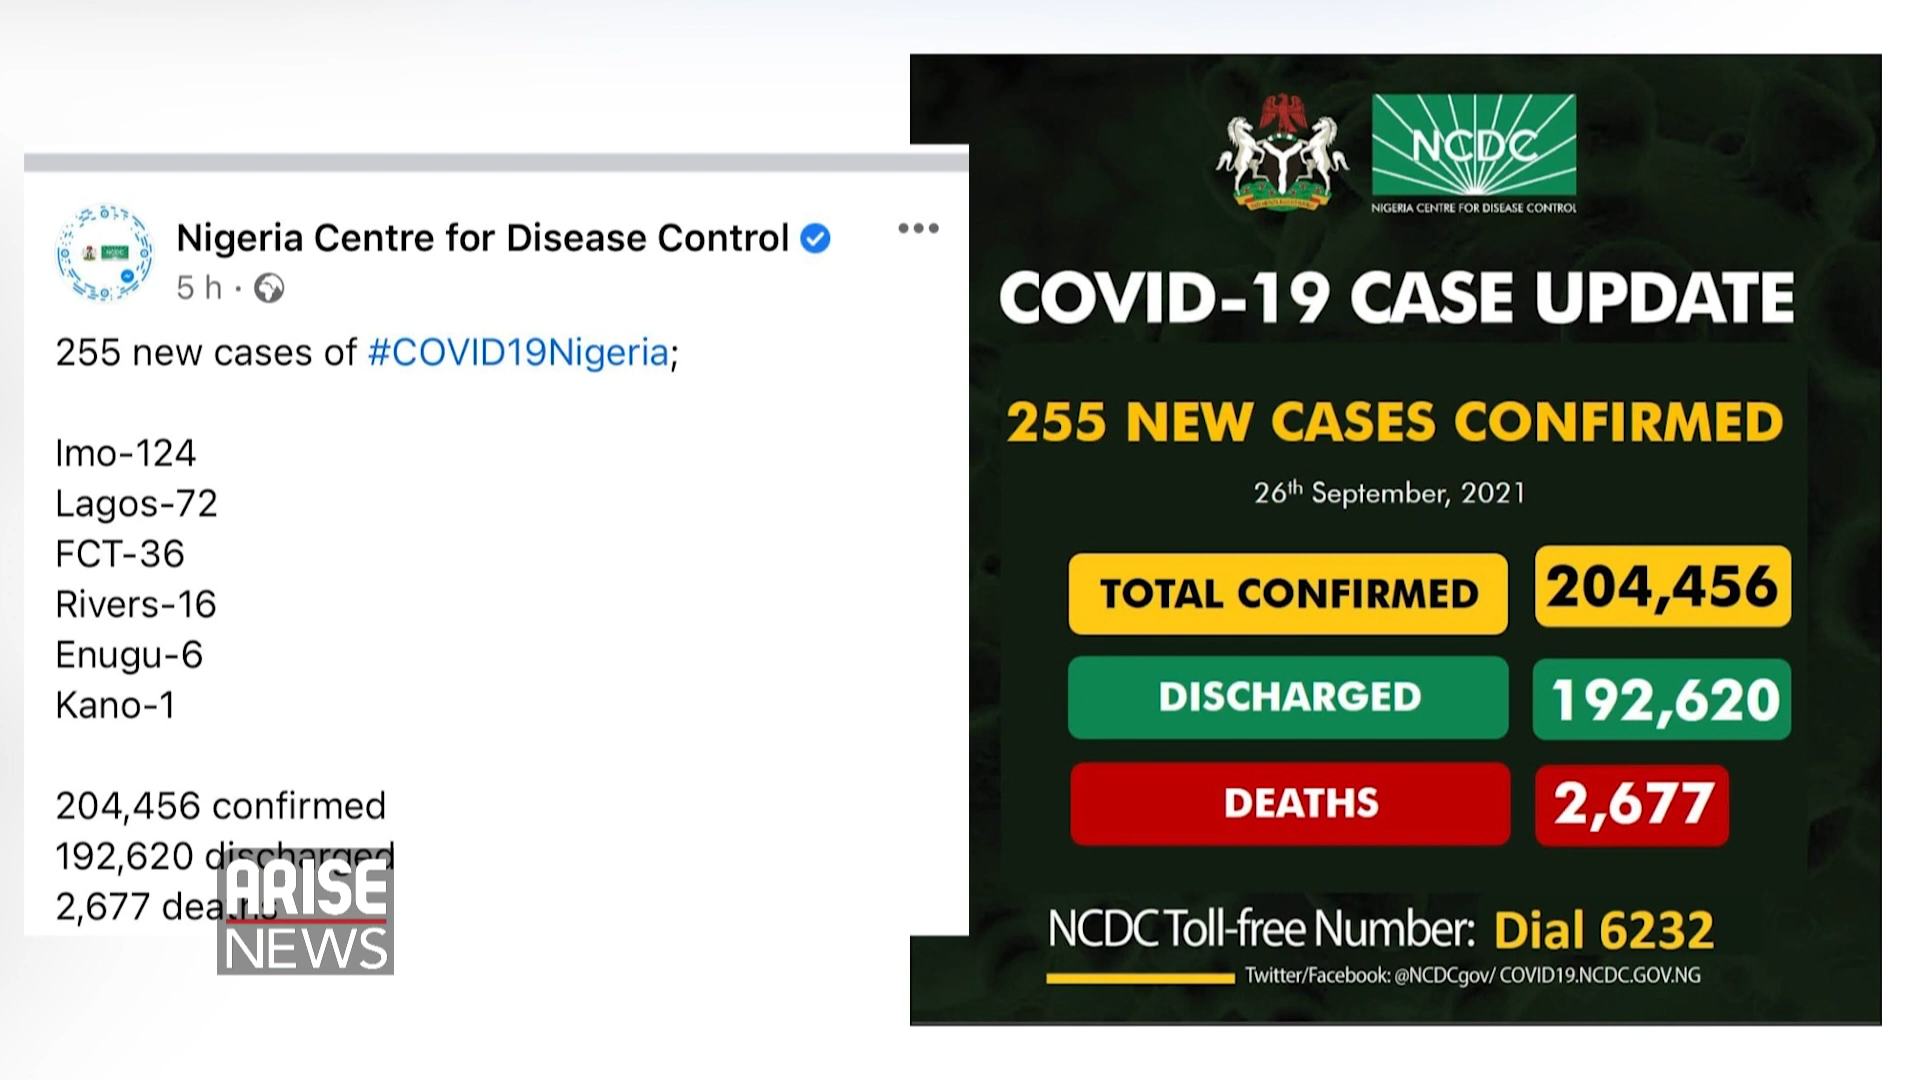 Nigeria Centre for Disease Control
5 h ·
255 new cases of #COVID19Nigeria;
Imo-124
Lagos-72
FCT-36
Rivers-16
Enugu-6
Kano-1
204,456 confirmed
192,620 discharged
2,677 deaths
ARISE
NEWS
NCDC
NIGERIA CENTRE FOR DISEASE CONTROL
COVID-19 CASE UPDATE
255 NEW CASES CONFIRMED
26th September, 2021
TOTAL CONFIRMED 204,456
DISCHARGED 192,620
DEATHS 2,677
NCDC Toll-free Number: Dial 6232
Twitter/Facebook: @NCDCgov/ COVID19.NCDC.GOV.NG